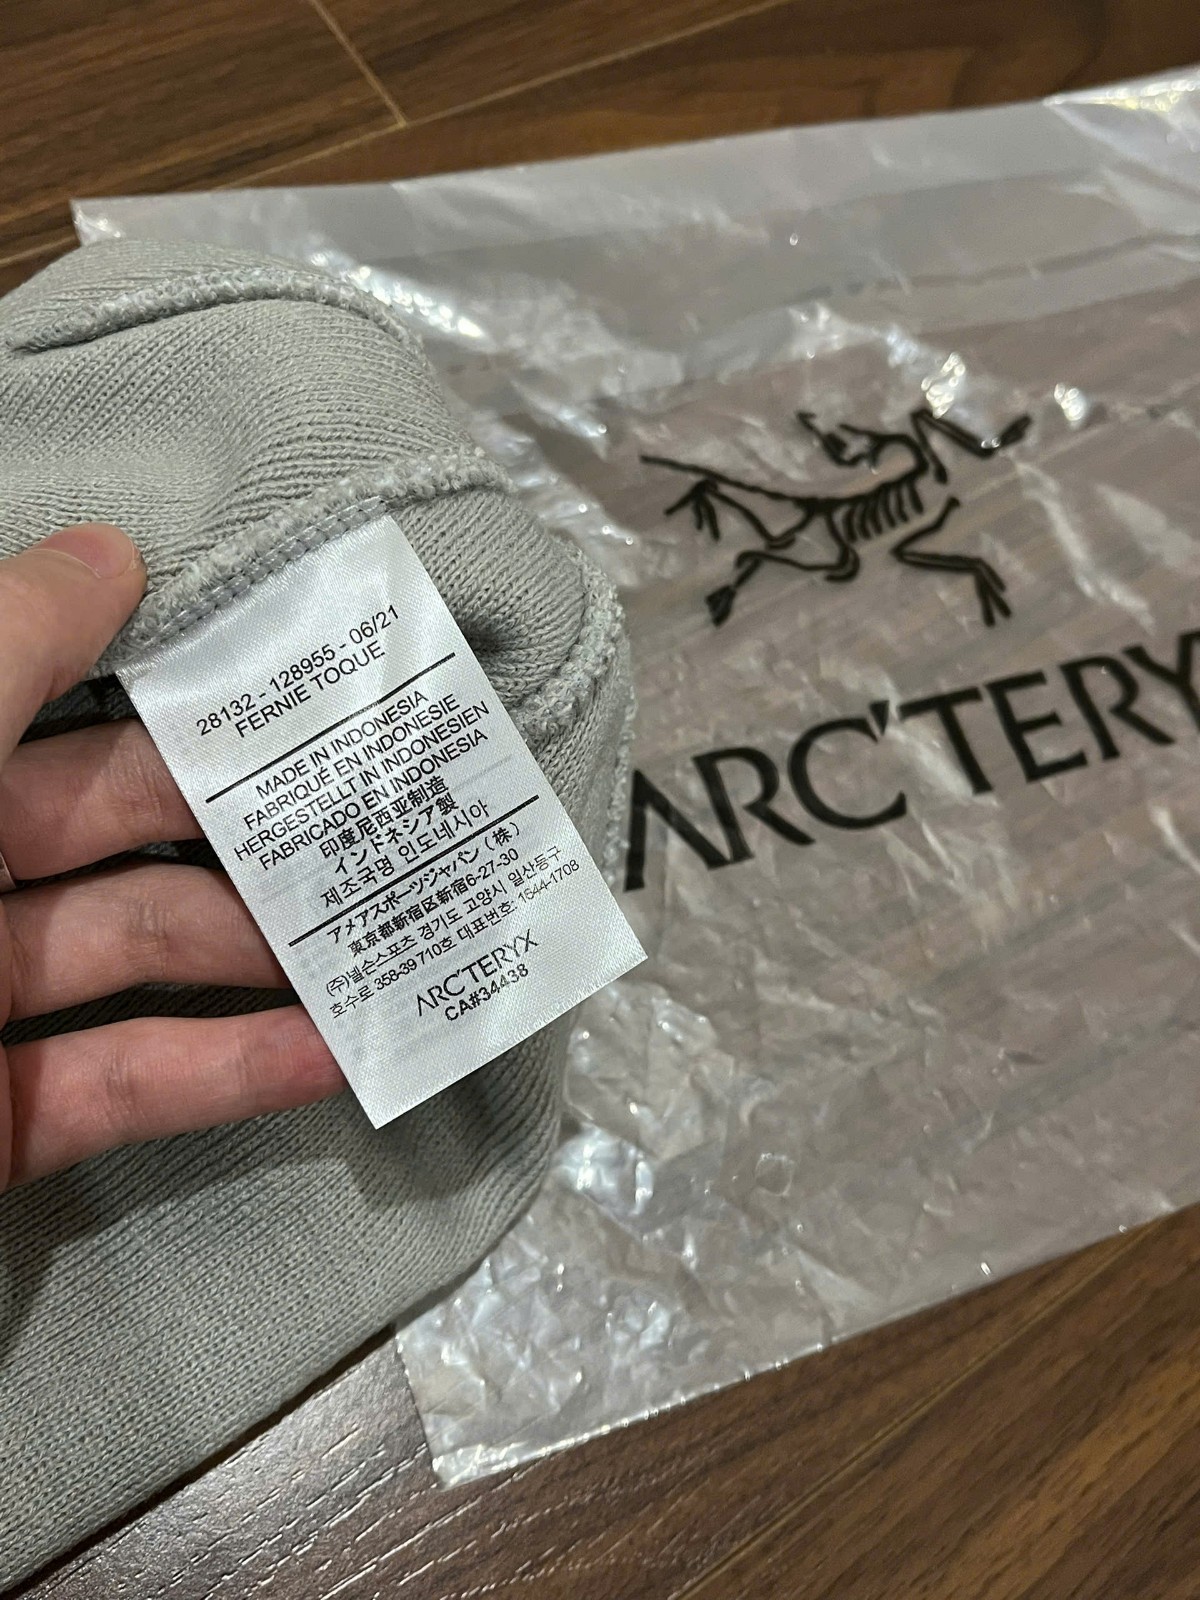 28132 - 128955 - 06/21
FERNIE TOQUE
MADE IN INDONESIA
FABRIQUÉ EN INDONESIE
HERGESTELLT IN INDONESIEN
FABRICADO EN INDONESIA
印度尼西亚制造
インドネシア製
제조국명 인도네시아
アメアスポーツジャパン（株）
東京都新宿区新宿6-27-30
(주)넬슨스포츠 경기도 고양시 일산동구
호수로 358-39 710호 대표번호: 1644-1708
ARC'TERYX
CA#34438
ARC'TERY